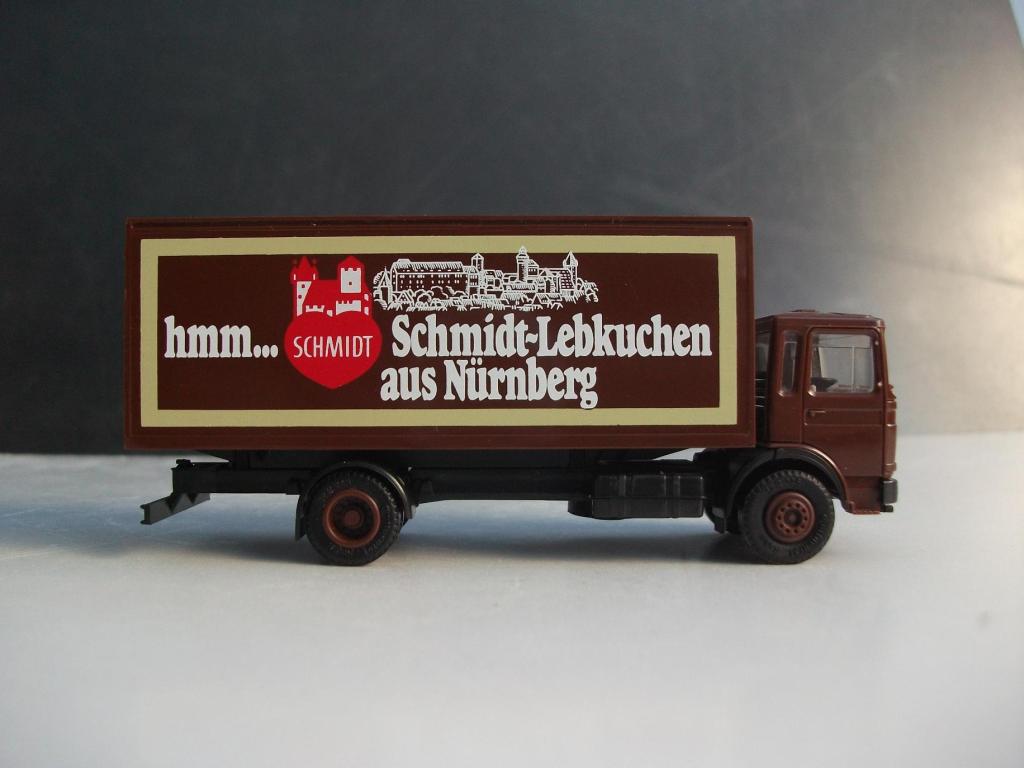 hmm... SCHMIDT Schmidt-Lebkuchen
aus Nürnberg